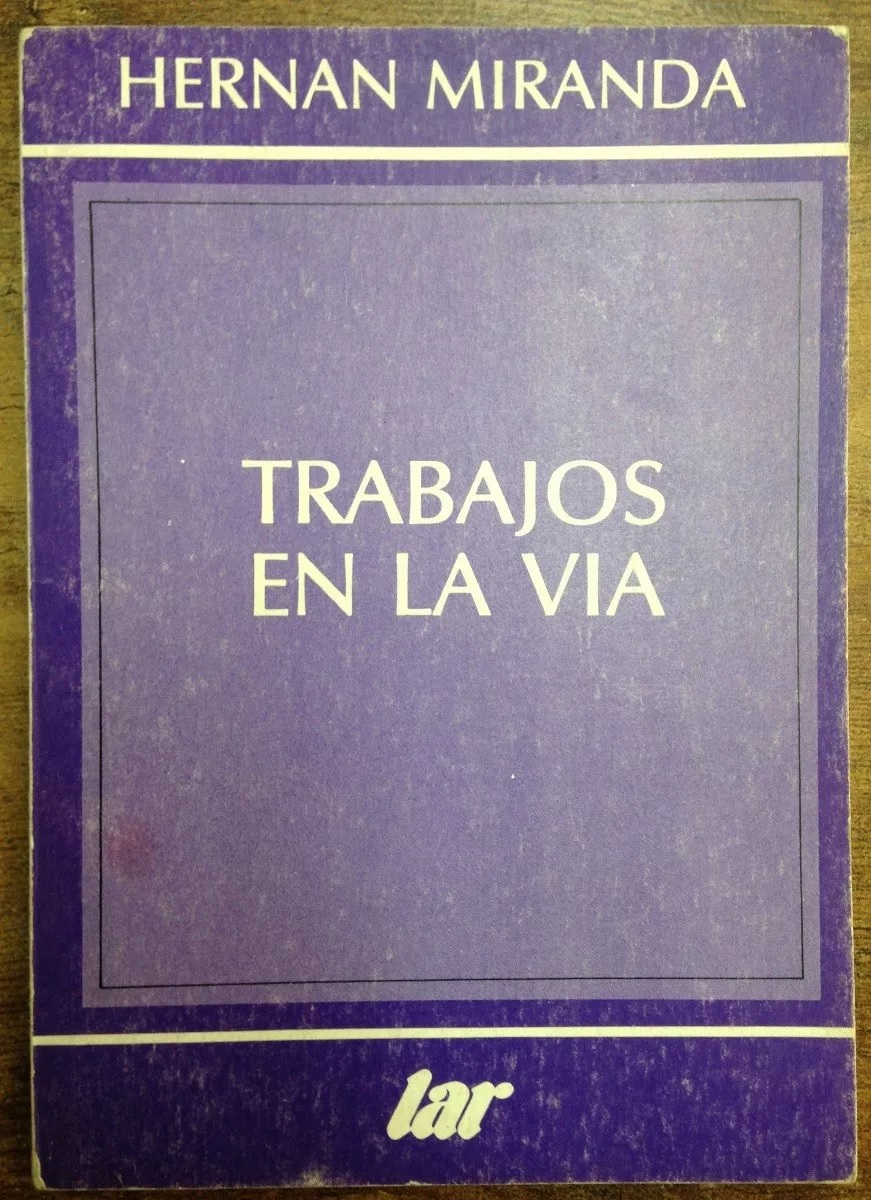 HERNAN MIRANDA
TRABAJOS
EN LA VIA
lar